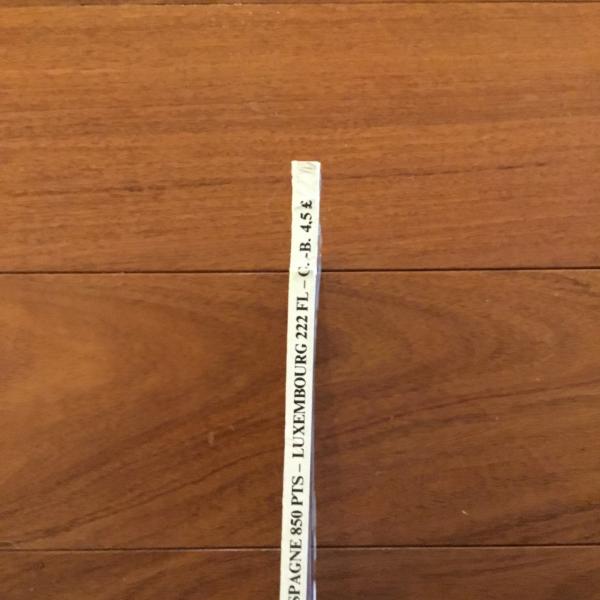 SPAGNE 850 PTS – LUXEMBOURG 222 FL – G.-B. 4,5 £